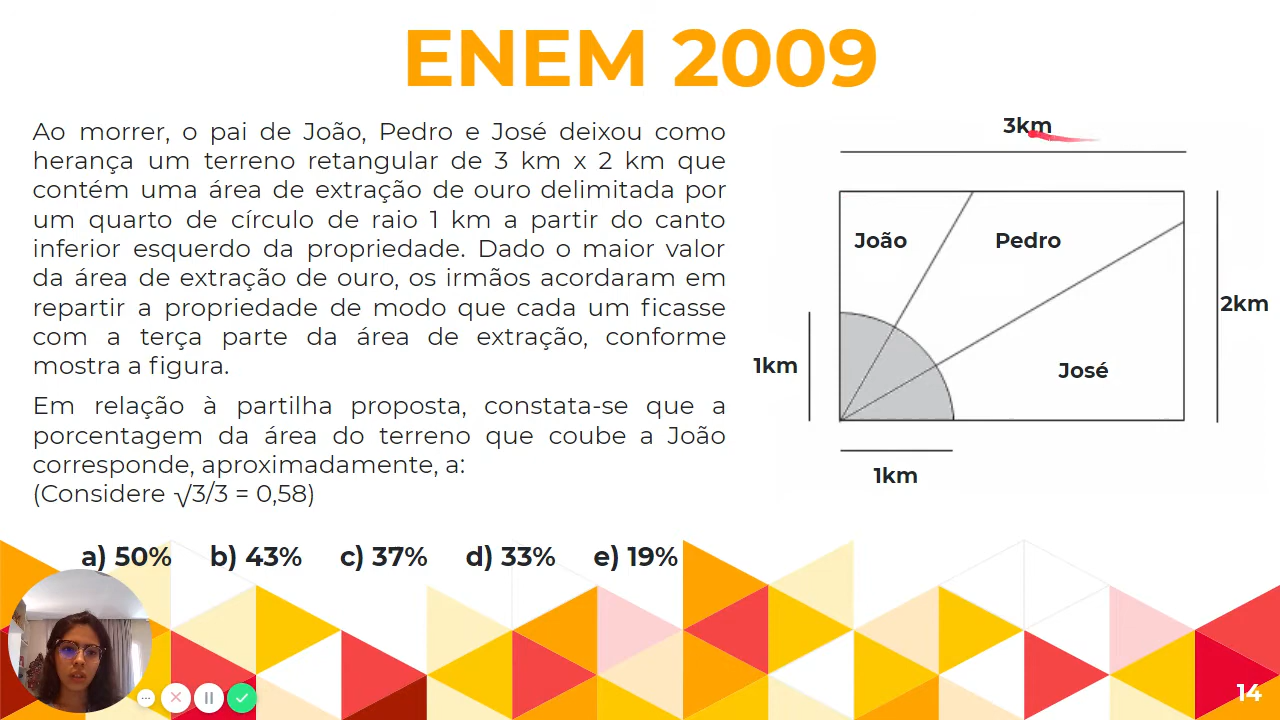 ENEM 2009
Ao morrer, o pai de João, Pedro e José deixou como
herança um terreno retangular de 3 km x 2 km que
contém uma área de extração de ouro delimitada por
um quarto de círculo de raio 1 km a partir do canto
inferior esquerdo da propriedade. Dado o maior valor
da área de extração de ouro, os irmãos acordaram em
repartir a propriedade de modo que cada um ficasse
com a terça parte da área de extração, conforme
mostra a figura.
Em relação à partilha proposta, constata-se que a
porcentagem da área do terreno que coube a João
corresponde, aproximadamente, a:
(Considere √3/3 = 0,58)
a) 50% b) 43% c) 37% d) 33% e) 19%
3km
João
Pedro
2km
1km
José
1km
14